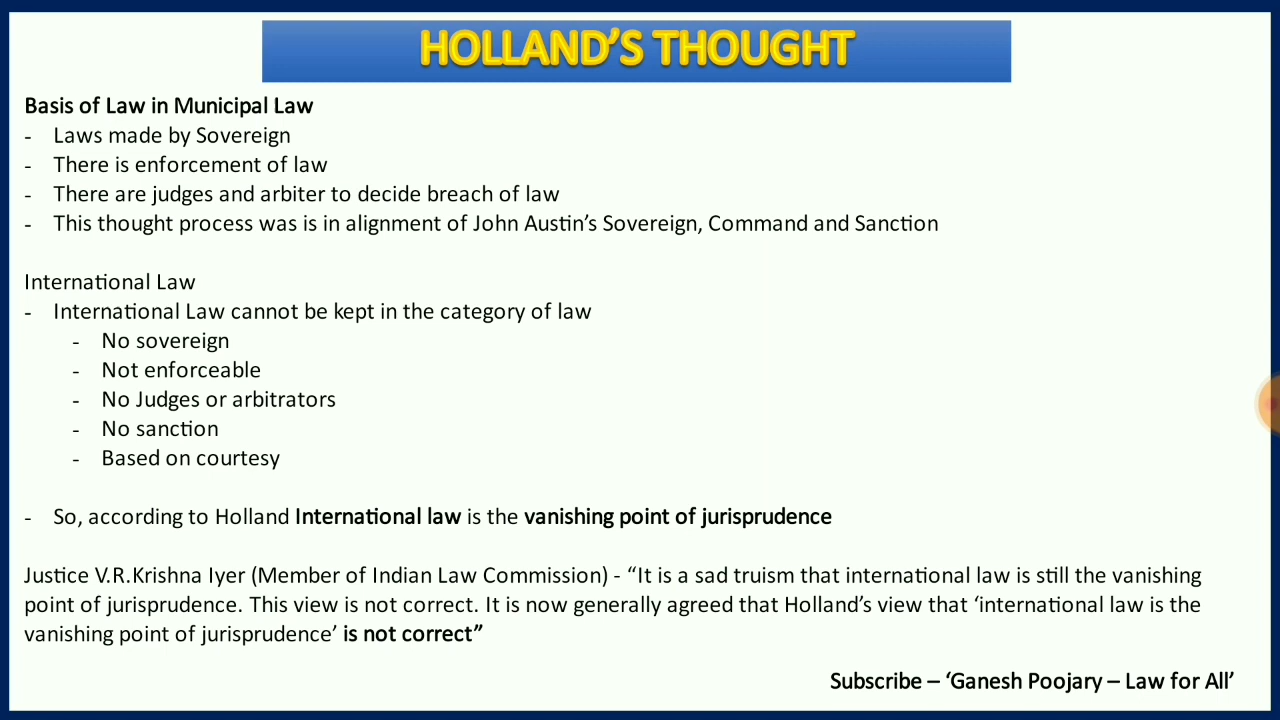 HOLLAND'S THOUGHT
Basis of Law in Municipal Law
- Laws made by Sovereign
- There is enforcement of law
- There are judges and arbiter to decide breach of law
- This thought process was is in alignment of John Austin's Sovereign, Command and Sanction
International Law
- International Law cannot be kept in the category of law
- No sovereign
- Not enforceable
- No Judges or arbitrators
- No sanction
- Based on courtesy
- So, according to Holland International law is the vanishing point of jurisprudence
Justice V.R.Krishna Iyer (Member of Indian Law Commission) - “It is a sad truism that international law is still the vanishing
point of jurisprudence. This view is not correct. It is now generally agreed that Holland’s view that ‘international law is the
vanishing point of jurisprudence’ is not correct”
Subscribe – ‘Ganesh Poojary – Law for All’